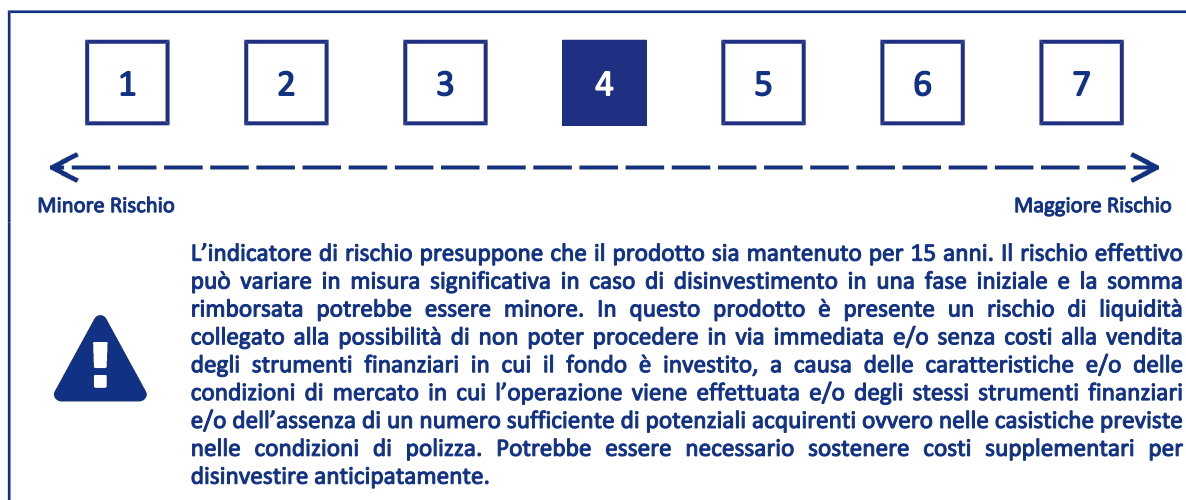 1 2 3 4 5 6 7
Minore Rischio Maggiore Rischio
L'indicatore di rischio presuppone che il prodotto sia mantenuto per 15 anni. Il rischio effettivo
può variare in misura significativa in caso di disinvestimento in una fase iniziale e la somma
rimborsata potrebbe essere minore. In questo prodotto è presente un rischio di liquidità
collegato alla possibilità di non poter procedere in via immediata e/o senza costi alla vendita
degli strumenti finanziari in cui il fondo è investito, a causa delle caratteristiche e/o delle
condizioni di mercato in cui l'operazione viene effettuata e/o degli stessi strumenti finanziari
e/o dell'assenza di un numero sufficiente di potenziali acquirenti ovvero nelle casistiche previste
nelle condizioni di polizza. Potrebbe essere necessario sostenere costi supplementari per
disinvestire anticipatamente.